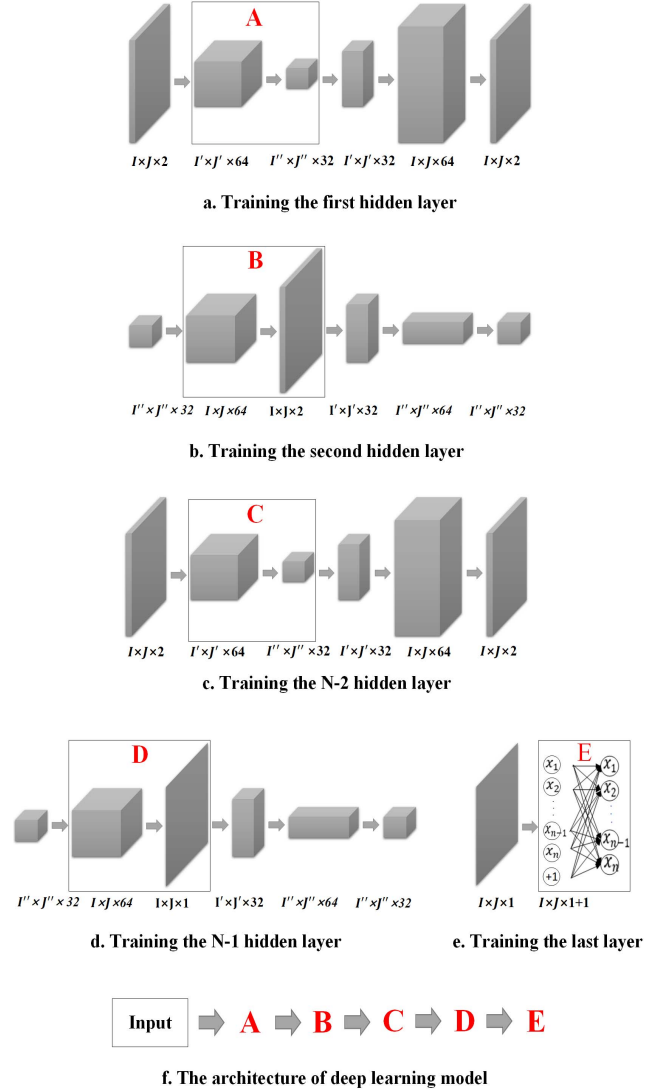 A
I×J×2 I′×J′×64 I″×J″×32 I′×J′×32 I×J×64 I×J×2
a. Training the first hidden layer
B
I″×J″×32 I×J×64 I×J×2 I′×J′×32 I″×J″×64 I″×J″×32
b. Training the second hidden layer
C
I×J×2 I′×J′×64 I″×J″×32 I′×J′×32 I×J×64 I×J×2
c. Training the N-2 hidden layer
D
I″×J″×32 I×J×64 I×J×1 I′×J′×32 I″×J″×64 I″×J″×32
d. Training the N-1 hidden layer
E
x₁ x₁
x₂ x₂
xₙ₋₁ xₙ₋₁
xₙ xₙ
+1
I×J×1 I×J×1+1
e. Training the last layer
Input A B C D E
f. The architecture of deep learning model